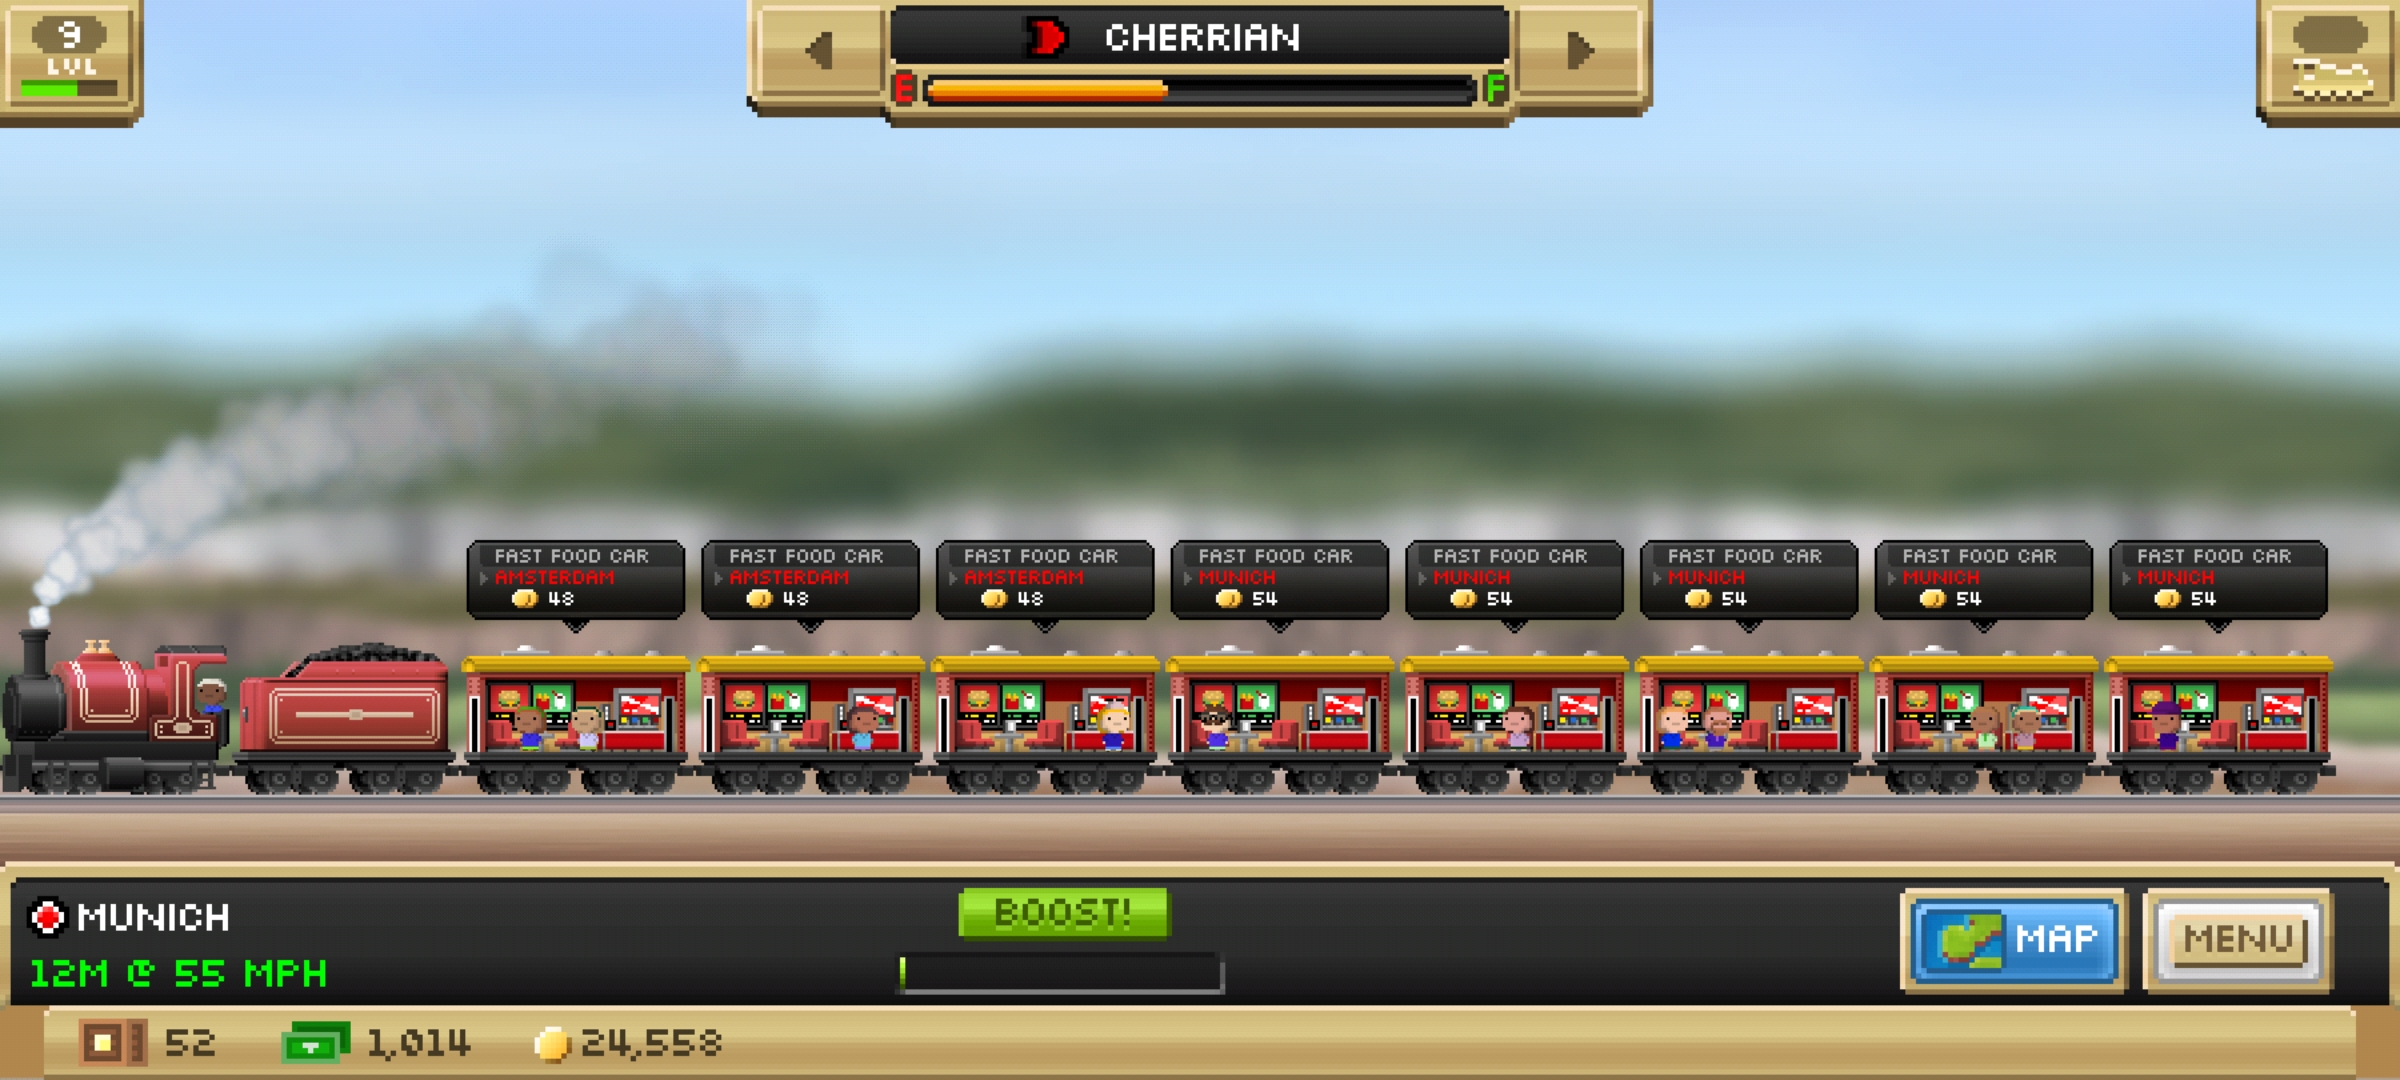 9
LVL
CHERRIAN
E F
FAST FOOD CAR
AMSTERDAM
48
FAST FOOD CAR
AMSTERDAM
48
FAST FOOD CAR
AMSTERDAM
48
FAST FOOD CAR
MUNICH
54
FAST FOOD CAR
MUNICH
54
FAST FOOD CAR
MUNICH
54
FAST FOOD CAR
MUNICH
54
FAST FOOD CAR
MUNICH
54
MUNICH
12M @ 55 MPH
BOOST!
MAP
MENU
52
1,014
24,558